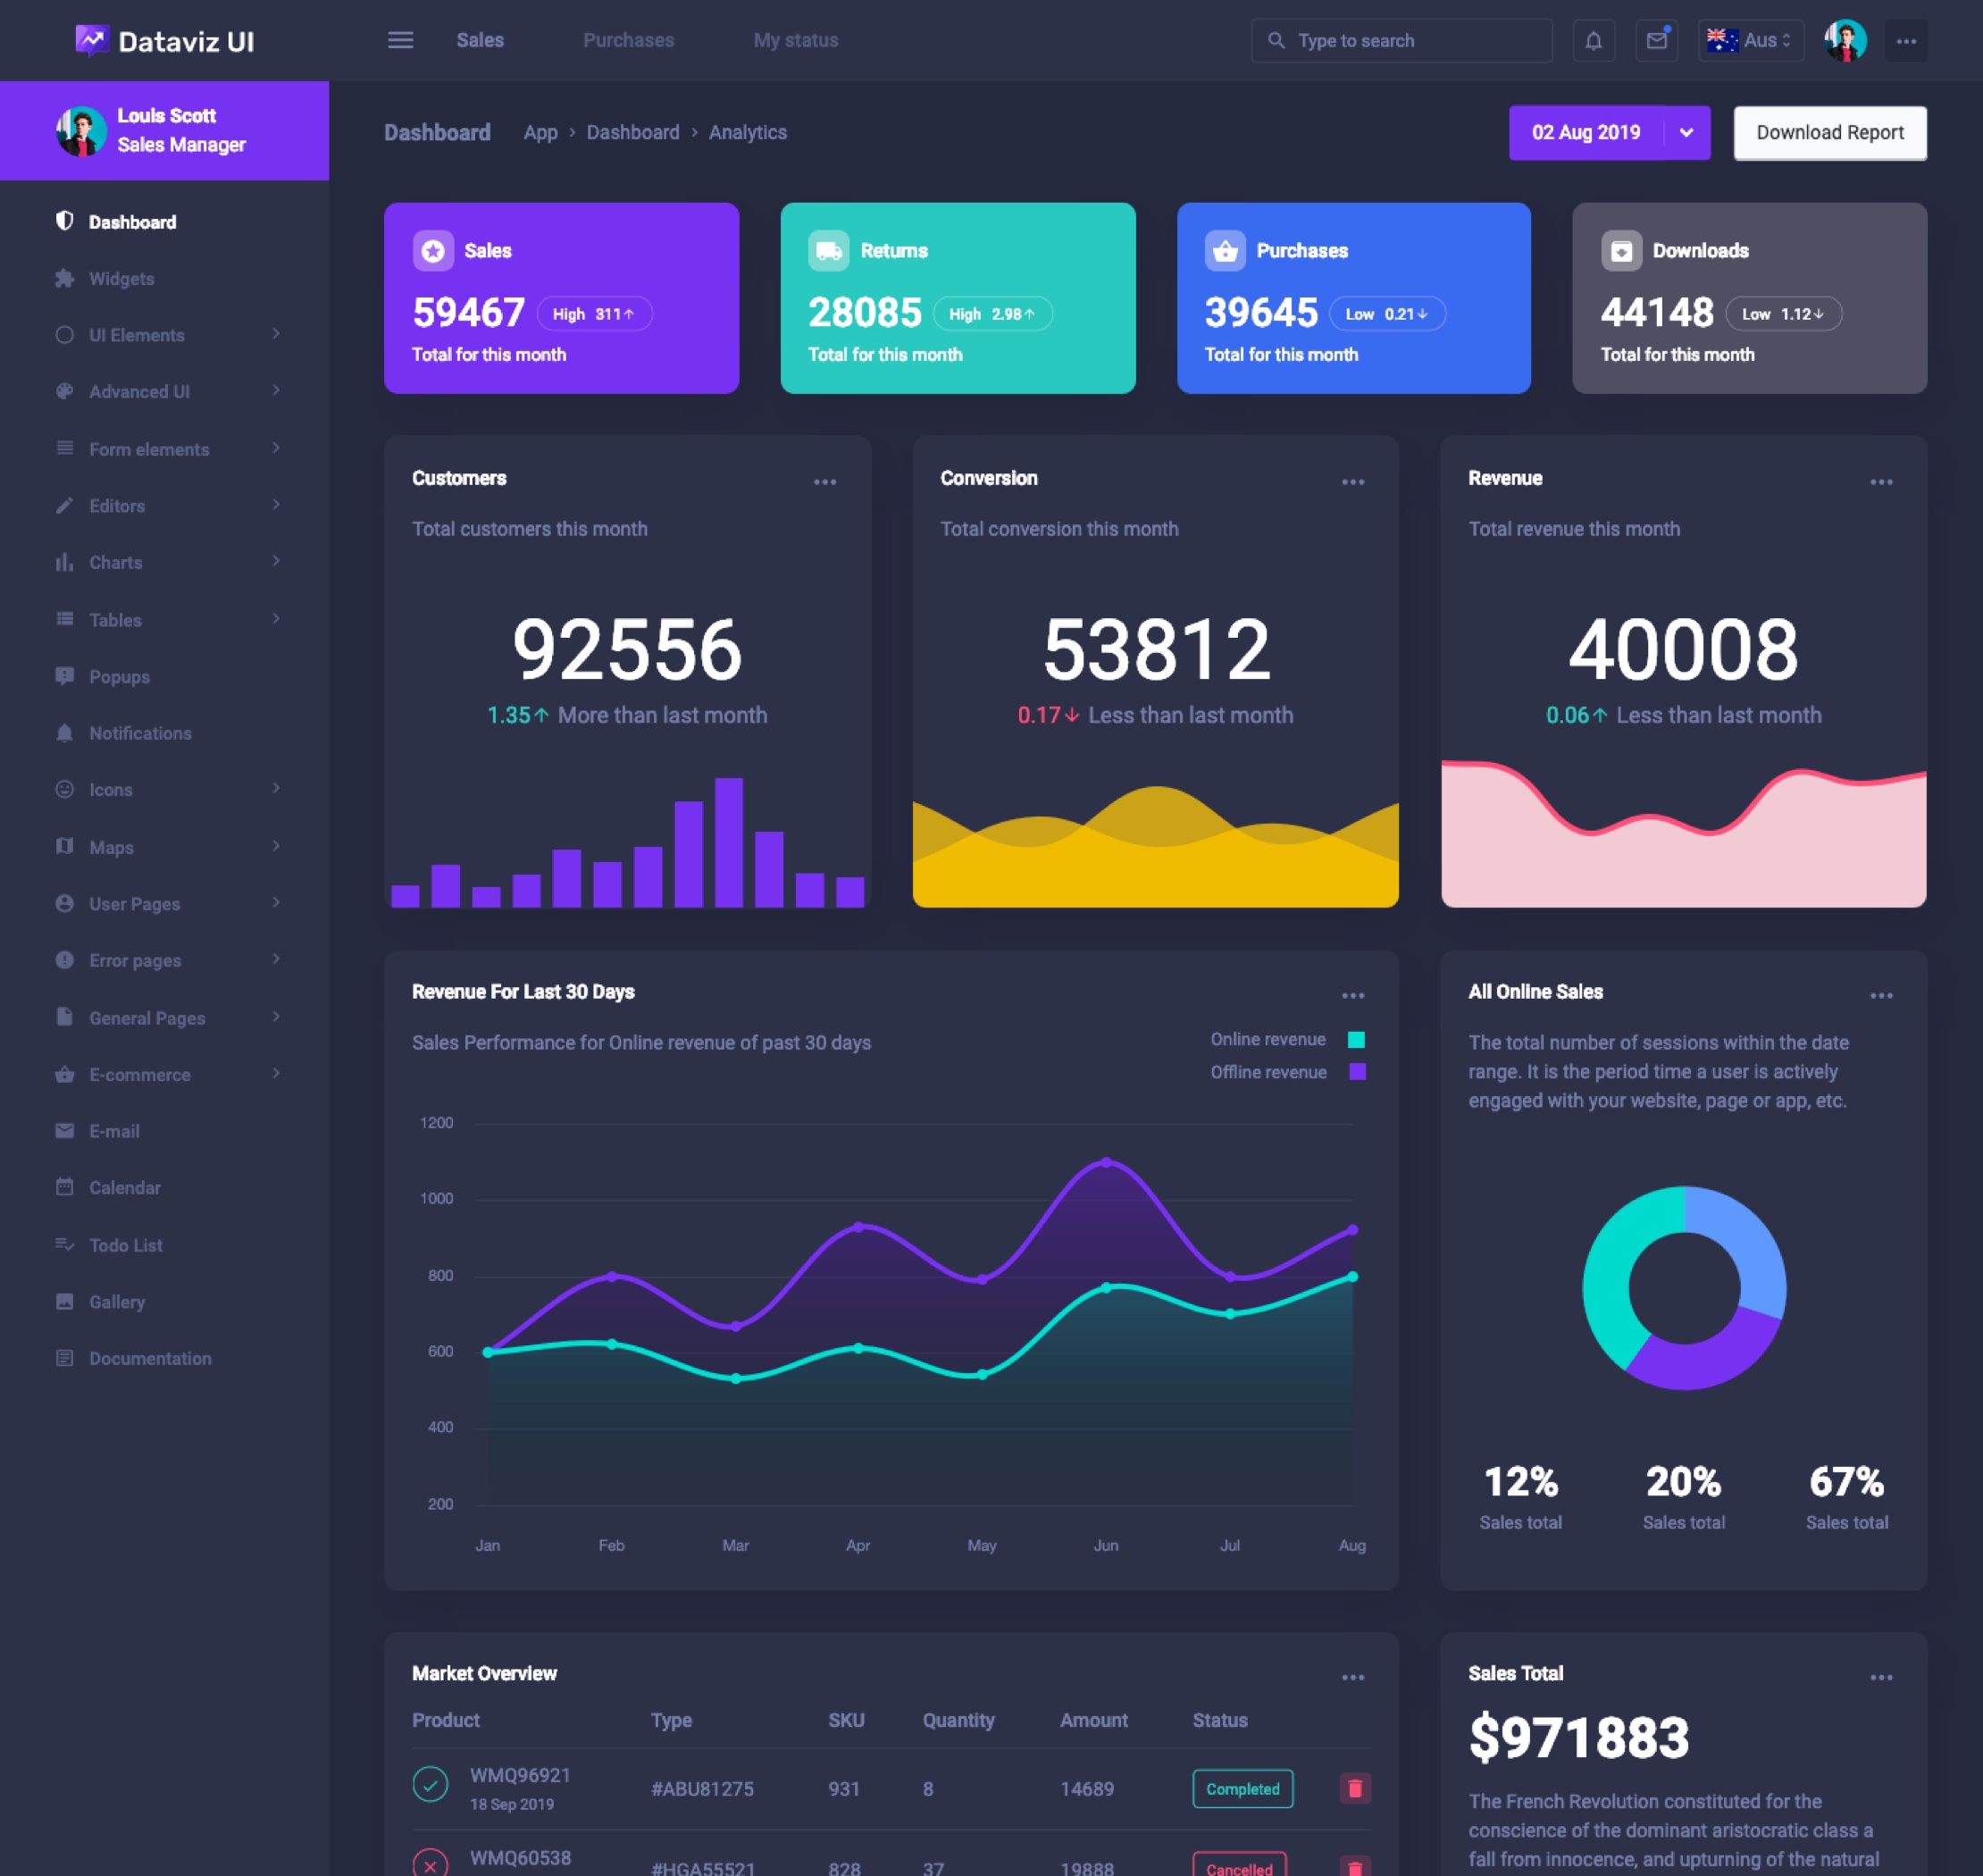 Dataviz UI
Sales
Purchases
My status
Type to search
Aus
Louis Scott
Sales Manager
Dashboard
Widgets
UI Elements
Advanced UI
Form elements
Editors
Charts
Tables
Popups
Notifications
Icons
Maps
User Pages
Error pages
General Pages
E-commerce
E-mail
Calendar
Todo List
Gallery
Documentation
Dashboard App > Dashboard > Analytics
02 Aug 2019
Download Report
Sales
59467 High 311↑
Total for this month
Returns
28085 High 2.98↑
Total for this month
Purchases
39645 Low 0.21↓
Total for this month
Downloads
44148 Low 1.12↓
Total for this month
Customers
Total customers this month
92556
1.35↑ More than last month
Conversion
Total conversion this month
53812
0.17↓ Less than last month
Revenue
Total revenue this month
40008
0.06↑ Less than last month
Revenue For Last 30 Days
Sales Performance for Online revenue of past 30 days
Online revenue
Offline revenue
1200
1000
800
600
400
200
Jan Feb Mar Apr May Jun Jul Aug
All Online Sales
The total number of sessions within the date
range. It is the period time a user is actively
engaged with your website, page or app, etc.
12% 20% 67%
Sales total Sales total Sales total
Market Overview
Product Type SKU Quantity Amount Status
WMQ96921
18 Sep 2019
#ABU81275 931 8 14689 Completed
WMQ60538
#HGA55521 828 37 19888 Cancelled
Sales Total
$971883
The French Revolution constituted for the
conscience of the dominant aristocratic class a
fall from innocence, and upturning of the natural